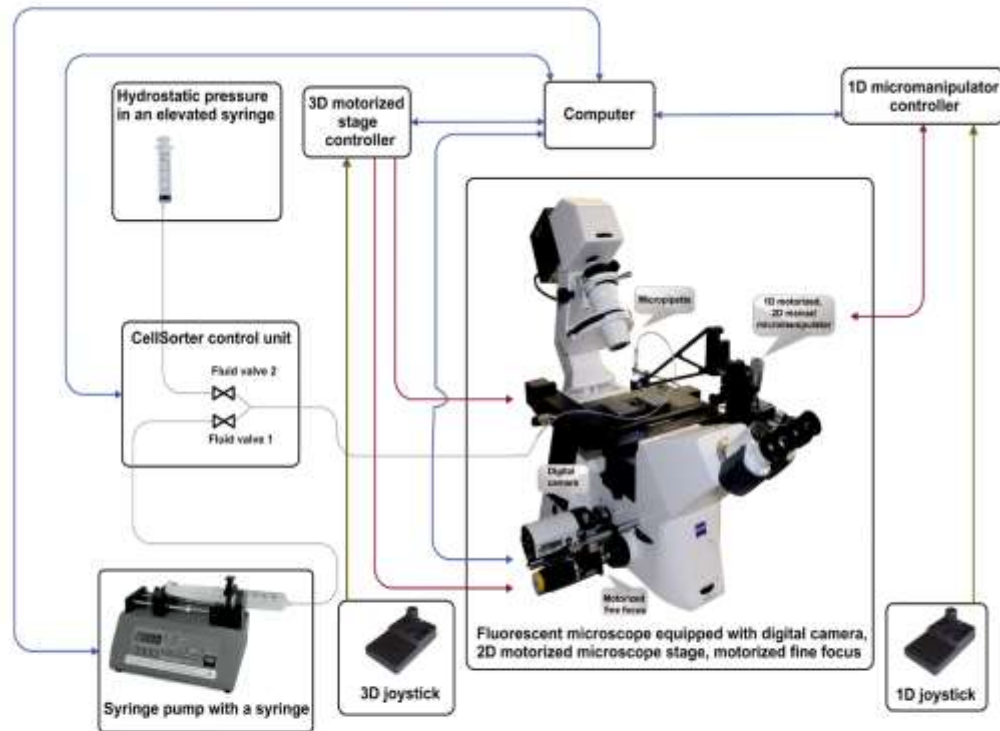 Hydrostatic pressure
in an elevated syringe
3D motorized
stage
controller
Computer
1D micromanipulator
controller
Micropipette
1D motorized,
2D manual
micromanipulator
CellSorter control unit
Fluid valve 2
Fluid valve 1
Digital
camera
Motorized
fine focus
Fluorescent microscope equipped with digital camera,
2D motorized microscope stage, motorized fine focus
Syringe pump with a syringe
3D joystick
1D joystick